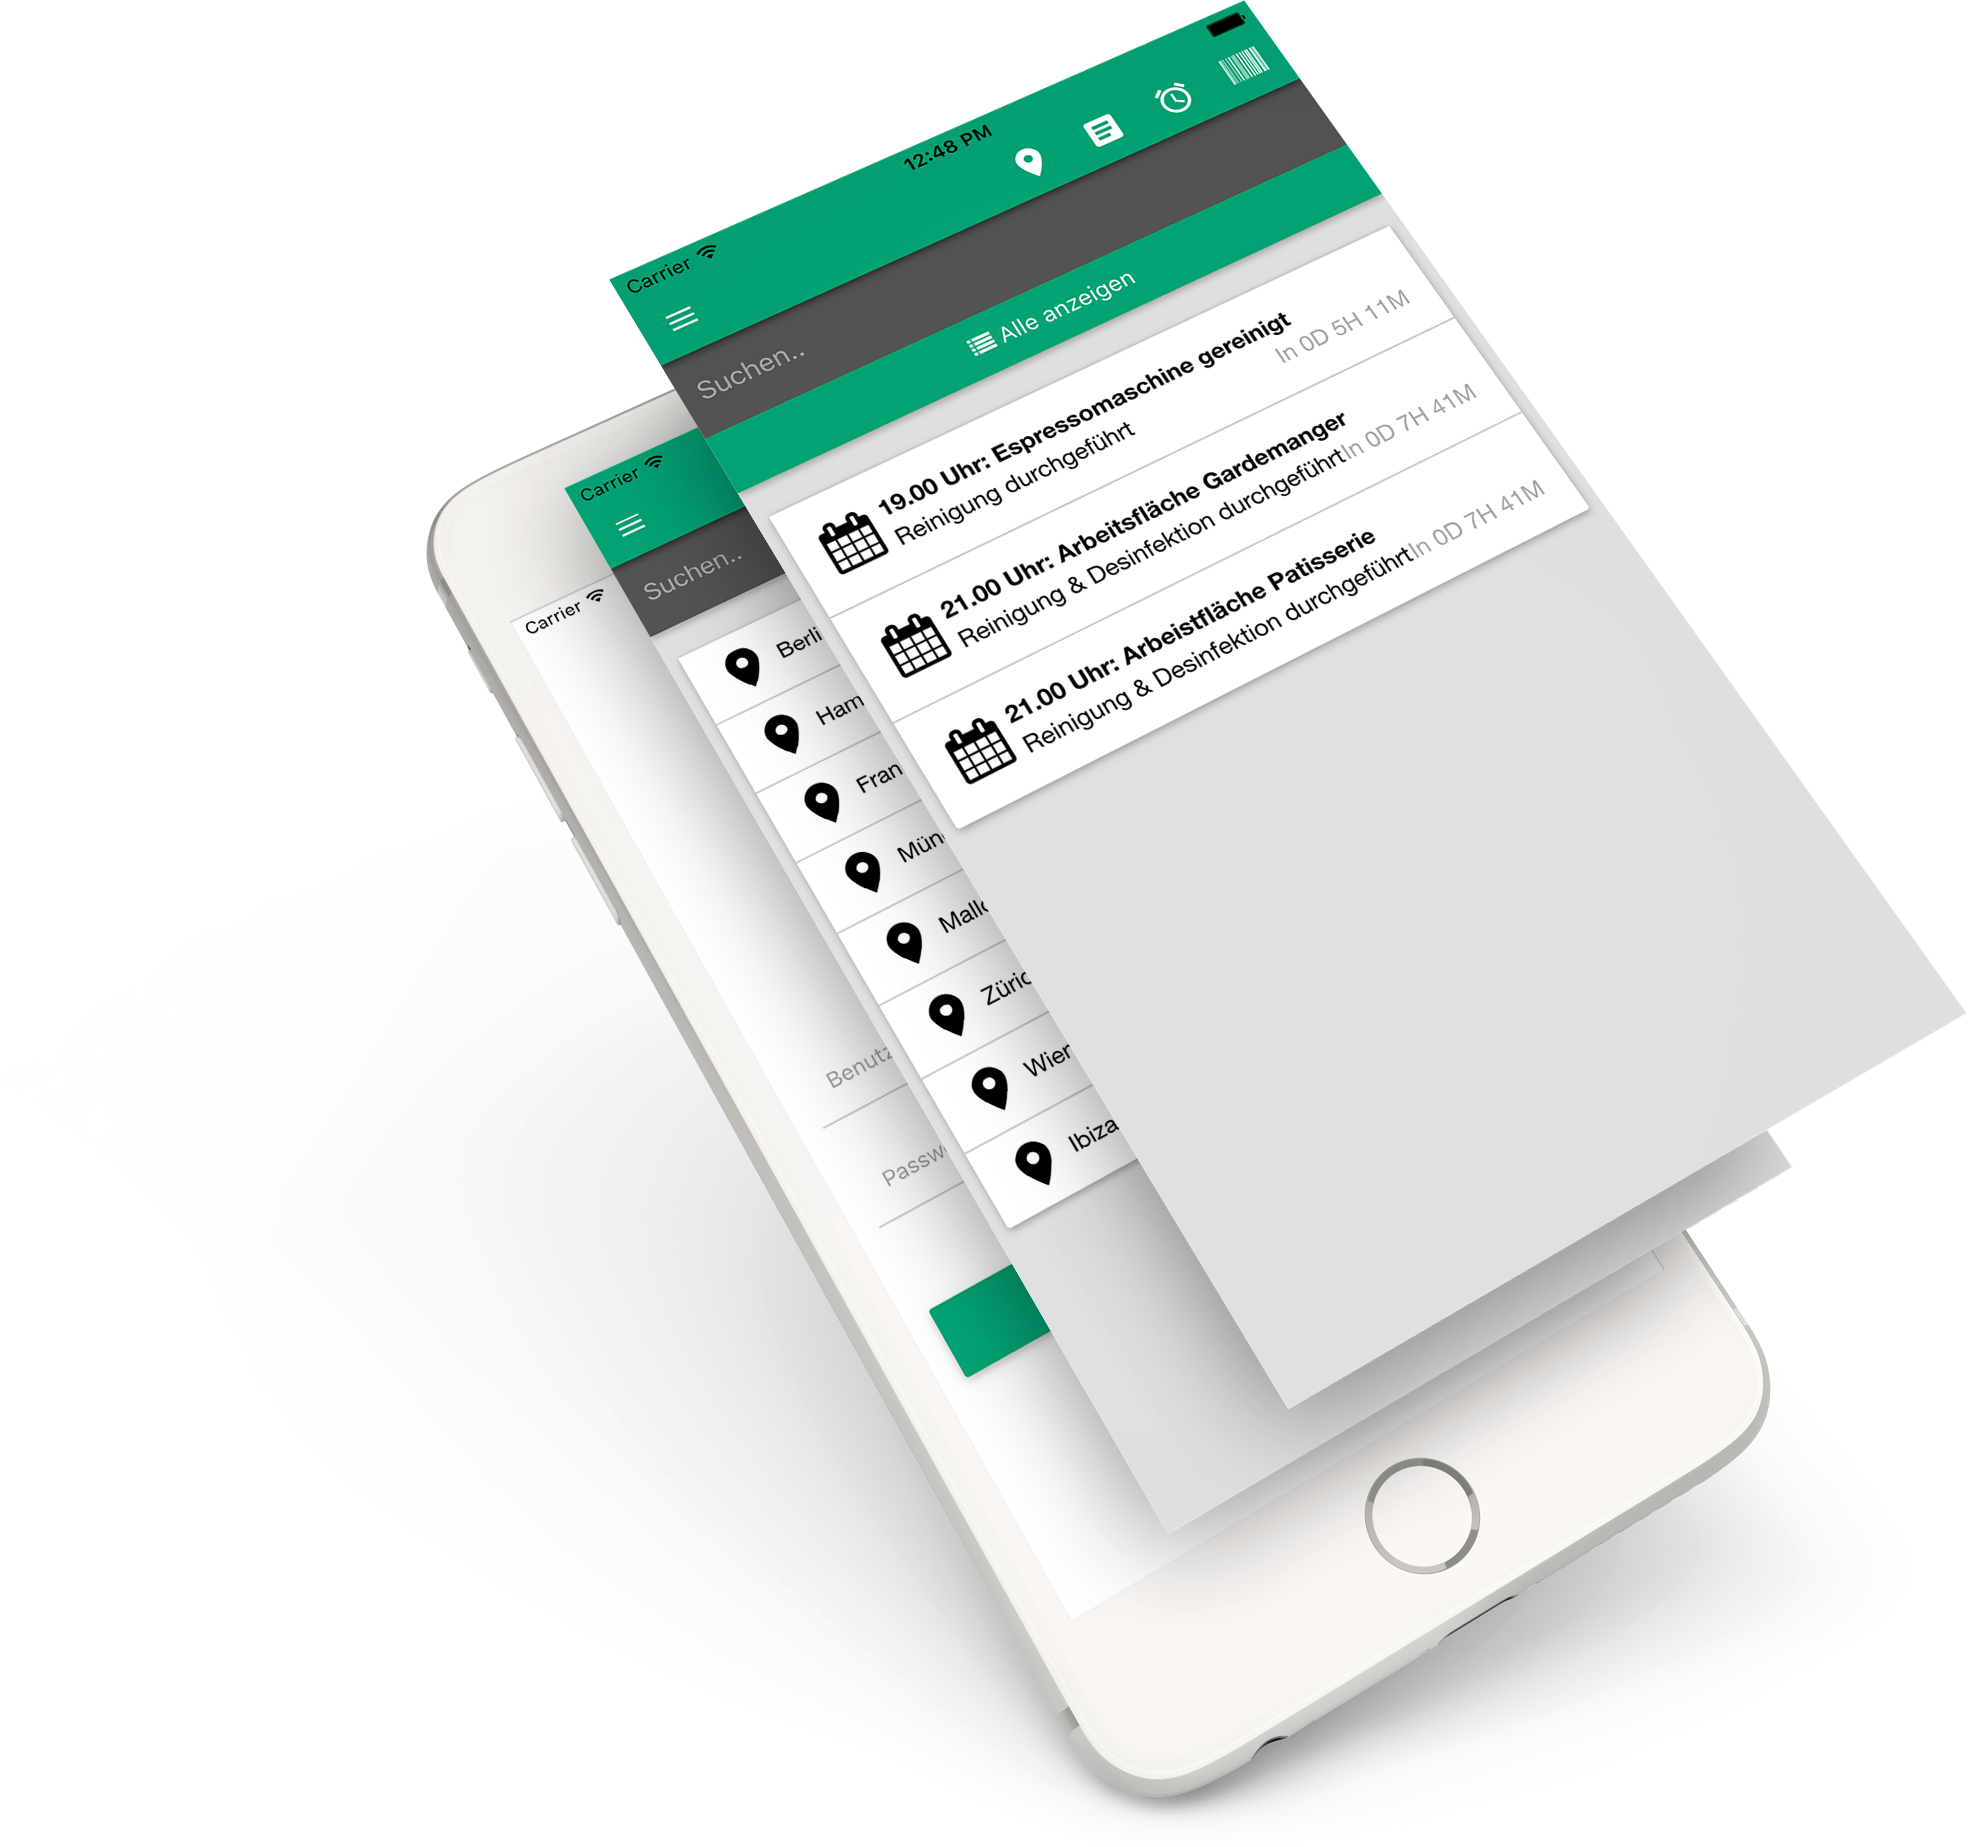 12:48 PM
Carrier
Suchen..
Alle anzeigen
19.00 Uhr: Espressomaschine gereinigt
Reinigung durchgeführt
In 0D 5H 11M
21.00 Uhr: Arbeitsfläche Gardemanger
Reinigung & Desinfektion durchgeführt
In 0D 7H 41M
21.00 Uhr: Arbeistfläche Patisserie
Reinigung & Desinfektion durchgeführt
In 0D 7H 41M
Carrier
Suchen..
Berli
Ham
Fran
Mün
Mall
Züric
Wien
Ibiza
Carrier
Benutz
Passw